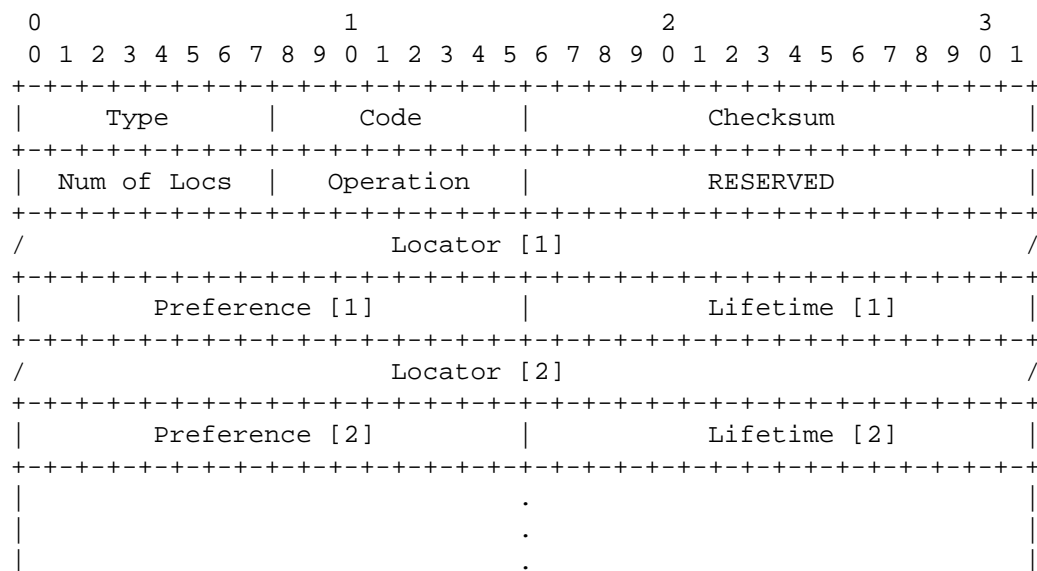 0                   1                   2                   3
 0 1 2 3 4 5 6 7 8 9 0 1 2 3 4 5 6 7 8 9 0 1 2 3 4 5 6 7 8 9 0 1
+-+-+-+-+-+-+-+-+-+-+-+-+-+-+-+-+-+-+-+-+-+-+-+-+-+-+-+-+-+-+-+-+
|     Type      |     Code      |           Checksum            |
+-+-+-+-+-+-+-+-+-+-+-+-+-+-+-+-+-+-+-+-+-+-+-+-+-+-+-+-+-+-+-+-+
|  Num of Locs  |   Operation   |           RESERVED            |
+-+-+-+-+-+-+-+-+-+-+-+-+-+-+-+-+-+-+-+-+-+-+-+-+-+-+-+-+-+-+-+-+
/                       Locator [1]                             /
+-+-+-+-+-+-+-+-+-+-+-+-+-+-+-+-+-+-+-+-+-+-+-+-+-+-+-+-+-+-+-+-+
|        Preference [1]         |           Lifetime [1]        |
+-+-+-+-+-+-+-+-+-+-+-+-+-+-+-+-+-+-+-+-+-+-+-+-+-+-+-+-+-+-+-+-+
/                       Locator [2]                             /
+-+-+-+-+-+-+-+-+-+-+-+-+-+-+-+-+-+-+-+-+-+-+-+-+-+-+-+-+-+-+-+-+
|        Preference [2]         |           Lifetime [2]        |
+-+-+-+-+-+-+-+-+-+-+-+-+-+-+-+-+-+-+-+-+-+-+-+-+-+-+-+-+-+-+-+-+
|                               .                               |
|                               .                               |
|                               .                               |